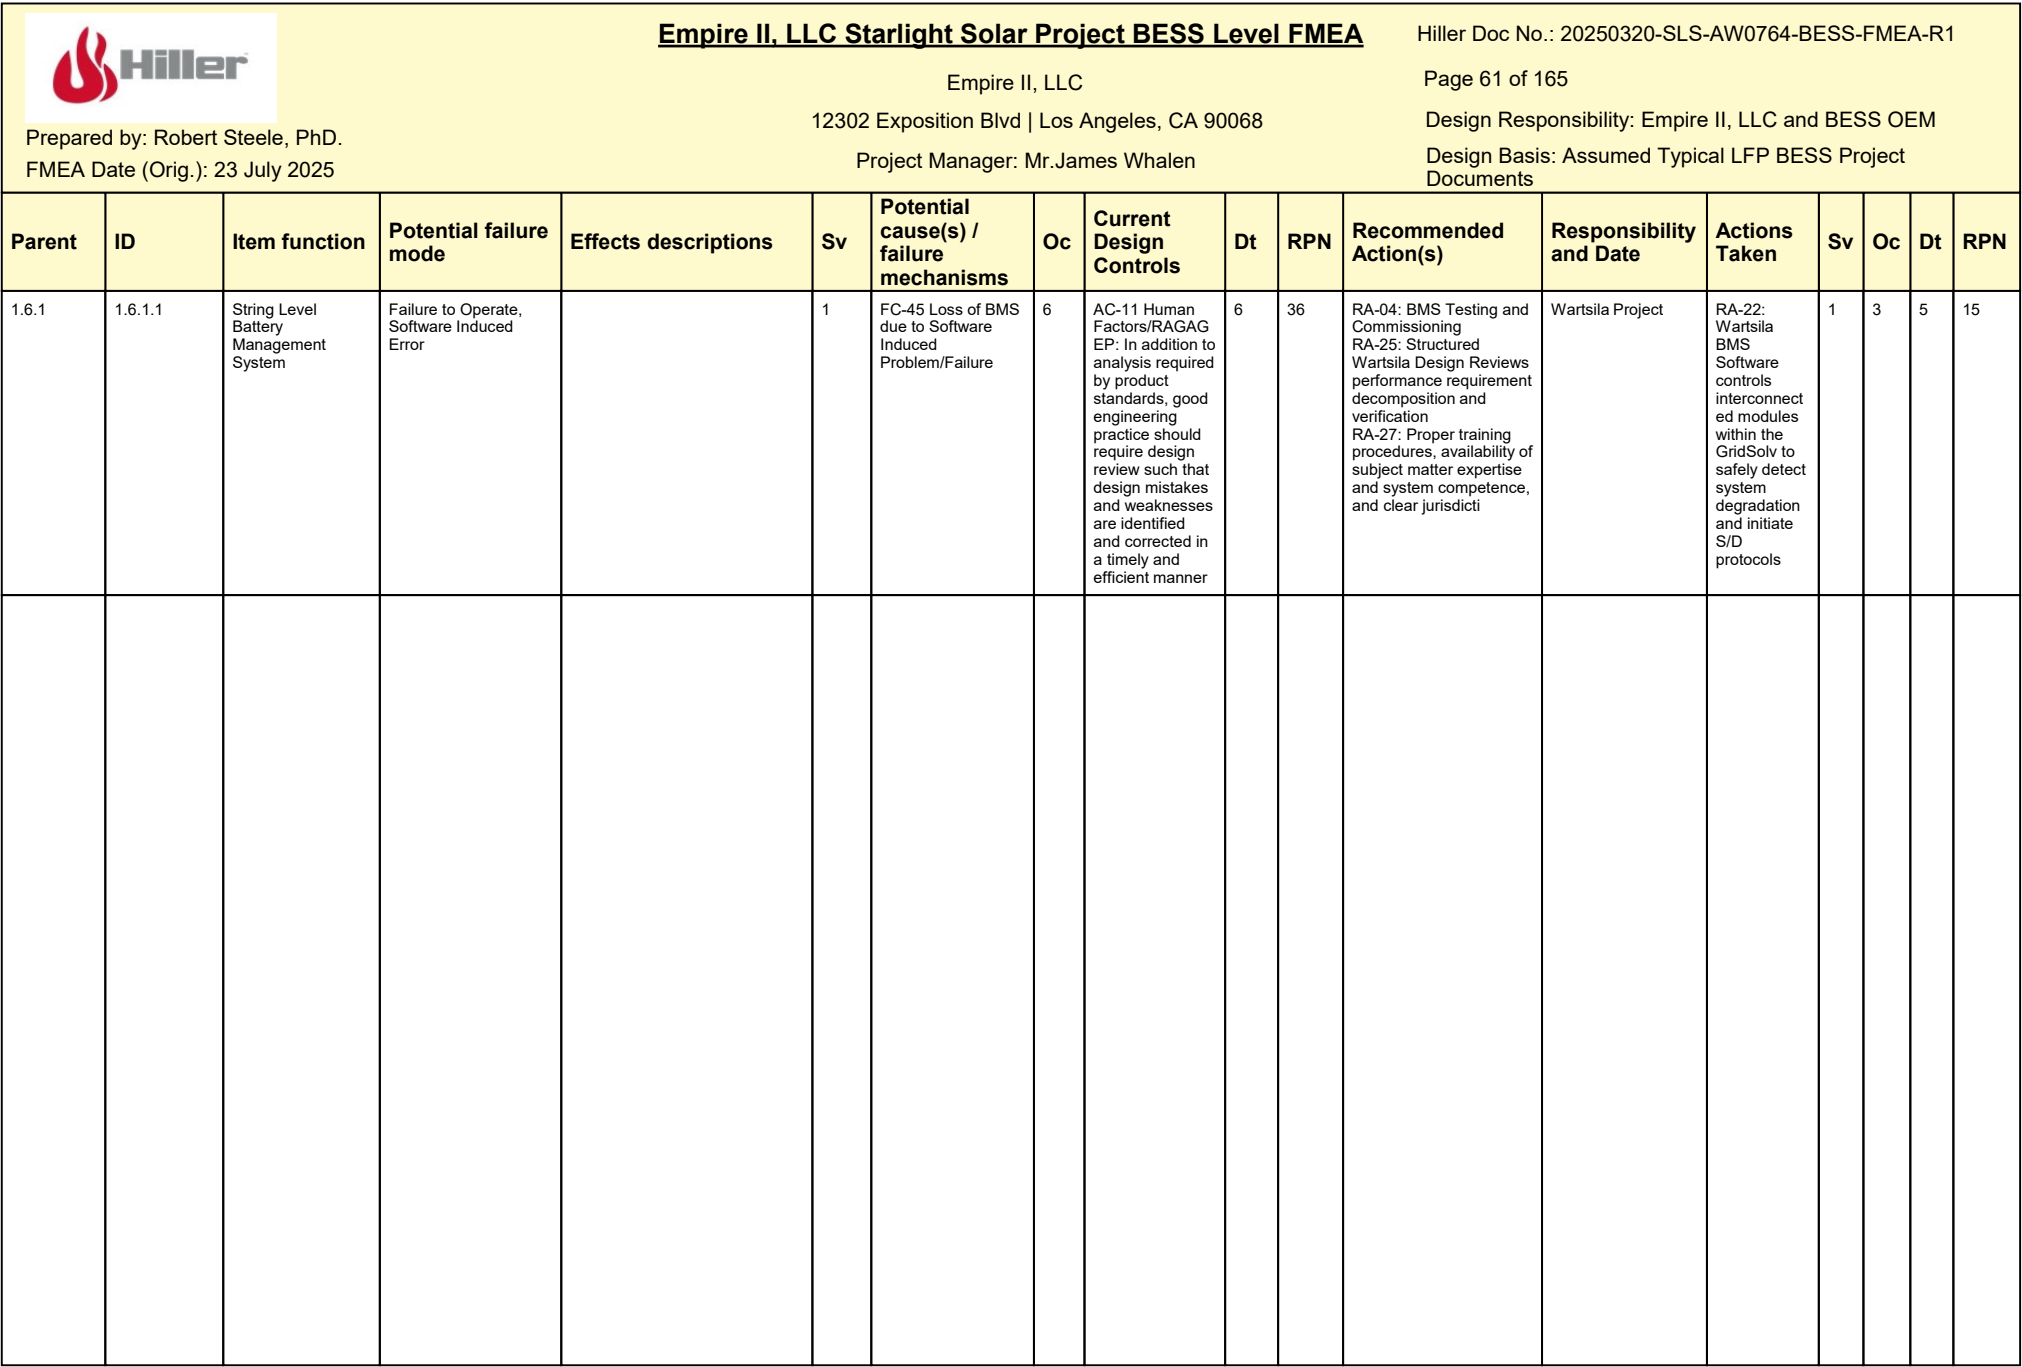 Hiller
Prepared by: Robert Steele, PhD.
FMEA Date (Orig.): 23 July 2025
Empire II, LLC Starlight Solar Project BESS Level FMEA
Empire II, LLC
12302 Exposition Blvd | Los Angeles, CA 90068
Project Manager: Mr.James Whalen
Hiller Doc No.: 20250320-SLS-AW0764-BESS-FMEA-R1
Page 61 of 165
Design Responsibility: Empire II, LLC and BESS OEM
Design Basis: Assumed Typical LFP BESS Project
Documents
Parent
ID
Item function
Potential failure
mode
Effects descriptions
Sv
Potential
cause(s) /
failure
mechanisms
Oc
Current
Design
Controls
Dt
RPN
Recommended
Action(s)
Responsibility
and Date
Actions
Taken
Sv
Oc
Dt
RPN
1.6.1
1.6.1.1
String Level
Battery
Management
System
Failure to Operate,
Software Induced
Error
1
FC-45 Loss of BMS
due to Software
Induced
Problem/Failure
6
AC-11 Human
Factors/RAGAG
EP: In addition to
analysis required
by product
standards, good
engineering
practice should
require design
review such that
design mistakes
and weaknesses
are identified
and corrected in
a timely and
efficient manner
6
36
RA-04: BMS Testing and
Commissioning
RA-25: Structured
Wartsila Design Reviews
performance requirement
decomposition and
verification
RA-27: Proper training
procedures, availability of
subject matter expertise
and system competence,
and clear jurisdicti
Wartsila Project
RA-22:
Wartsila
BMS
Software
controls
interconnect
ed modules
within the
GridSolv to
safely detect
system
degradation
and initiate
S/D
protocols
1
3
5
15